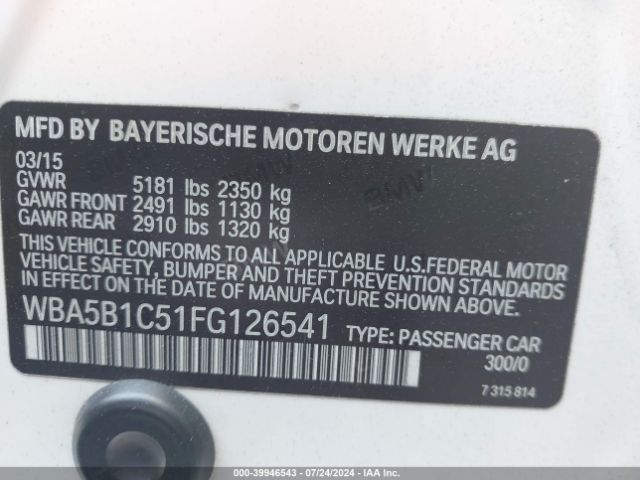 MFD BY BAYERISCHE MOTOREN WERKE AG
03/15
GVWR 5181 lbs 2350 kg
GAWR FRONT 2491 lbs 1130 kg
GAWR REAR 2910 lbs 1320 kg
THIS VEHICLE CONFORMS TO ALL APPLICABLE U.S.FEDERAL MOTOR
VEHICLE SAFETY, BUMPER AND THEFT PREVENTION STANDARDS
IN EFFECT ON THE DATE OF MANUFACTURE SHOWN ABOVE.
WBA5B1C51FG126541 TYPE: PASSENGER CAR
300/0
7 315 814
BMW
BMW
000-39946543 / 07/24/2024 - IAA Inc.